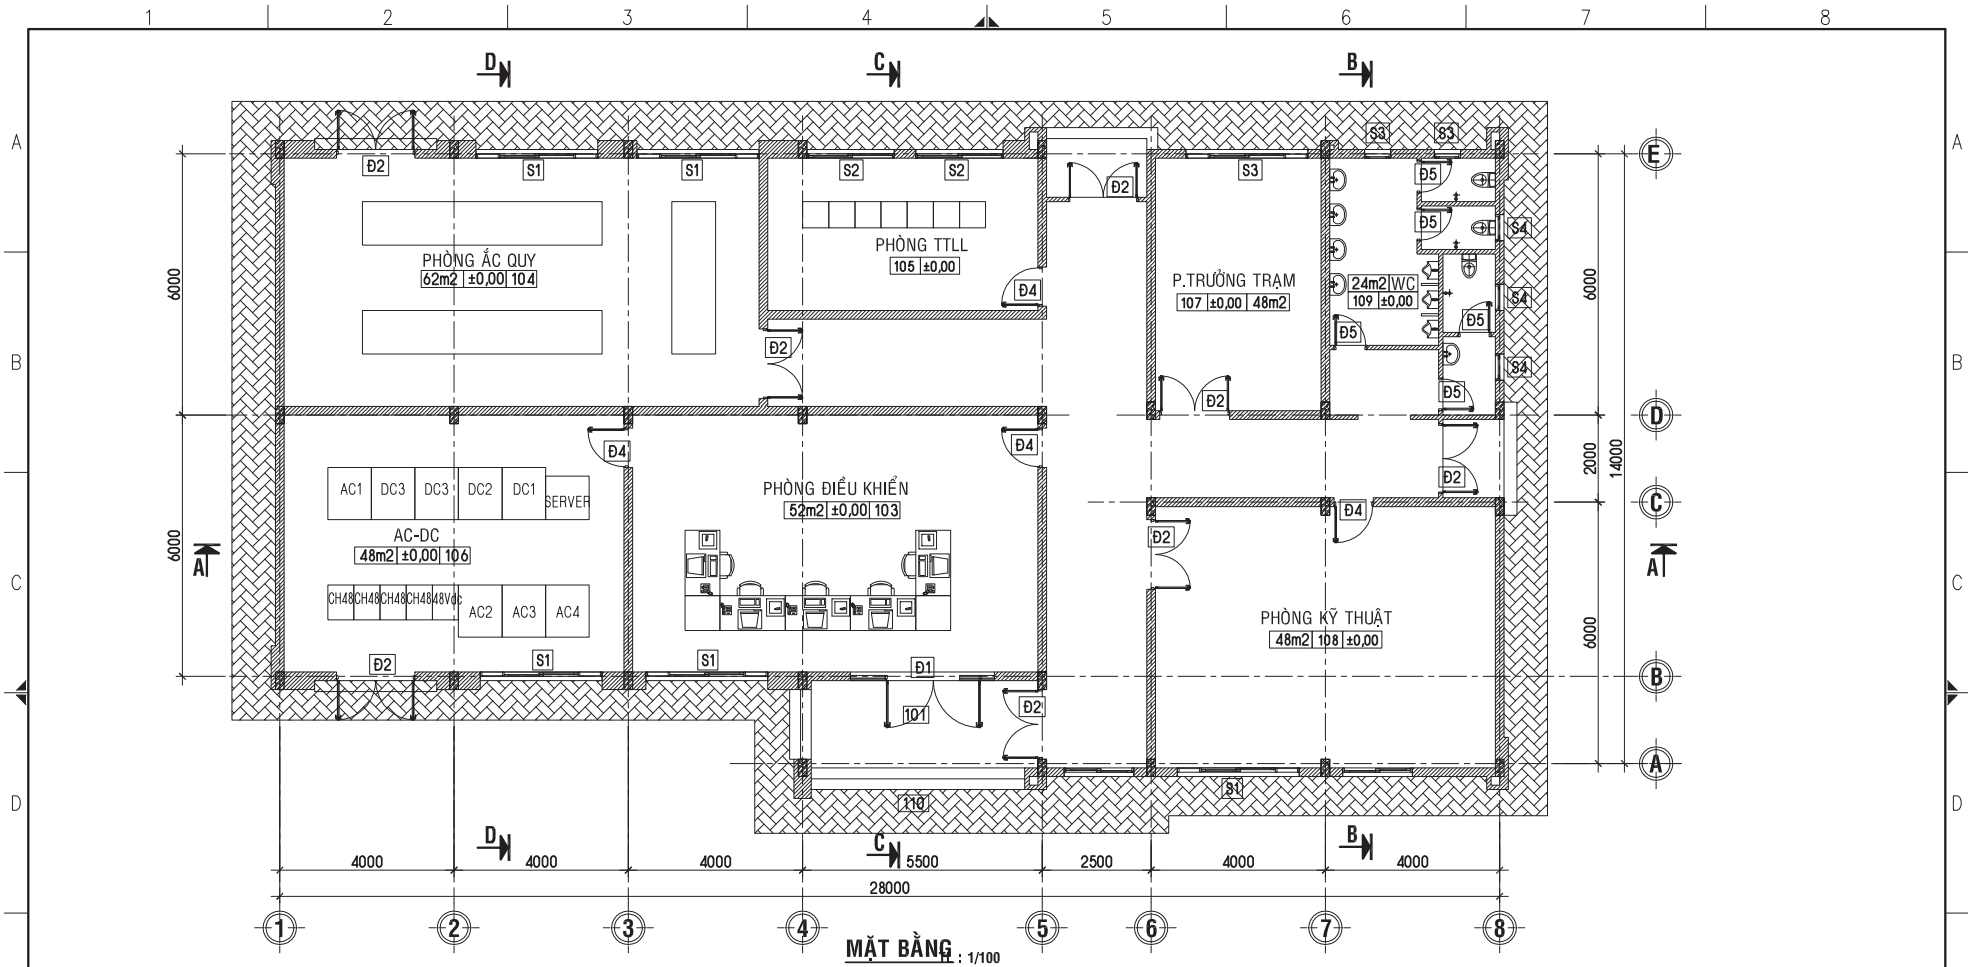 1 2 3 4 5 6 7 8
D C B
A A
S3 S3
E
Đ2 S1 S1 S2 S2 Đ2 S3 Đ5
Đ5 S4
PHÒNG ẮC QUY
62m2 ±0,00 104
PHÒNG TTLL
105 ±0,00
P.TRƯỞNG TRẠM
107 ±0,00 48m2
24m2 WC
109 ±0,00
6000 6000
Đ4 S4
Đ5 Đ5
B B
Đ2 S4
Đ2 Đ5
D
Đ4 Đ4
2000 14000
Đ2
AC1 DC3 DC3 DC2 DC1 SERVER
PHÒNG ĐIỀU KHIỂN
52m2 ±0,00 103
C
Đ4
AC-DC
48m2 ±0,00 106
Đ2
6000 6000
A A
C C
CH48 CH48 CH48 CH48 48Vdc
AC2 AC3 AC4
PHÒNG KỸ THUẬT
48m2 108 ±0,00
Đ2 S1 S1 Đ1
B
101 Đ2
A
S1
110
D D
D C B
4000 4000 4000 5500 2500 4000 4000
28000
1 2 3 4 5 6 7 8
MẶT BẰNG TL : 1/100